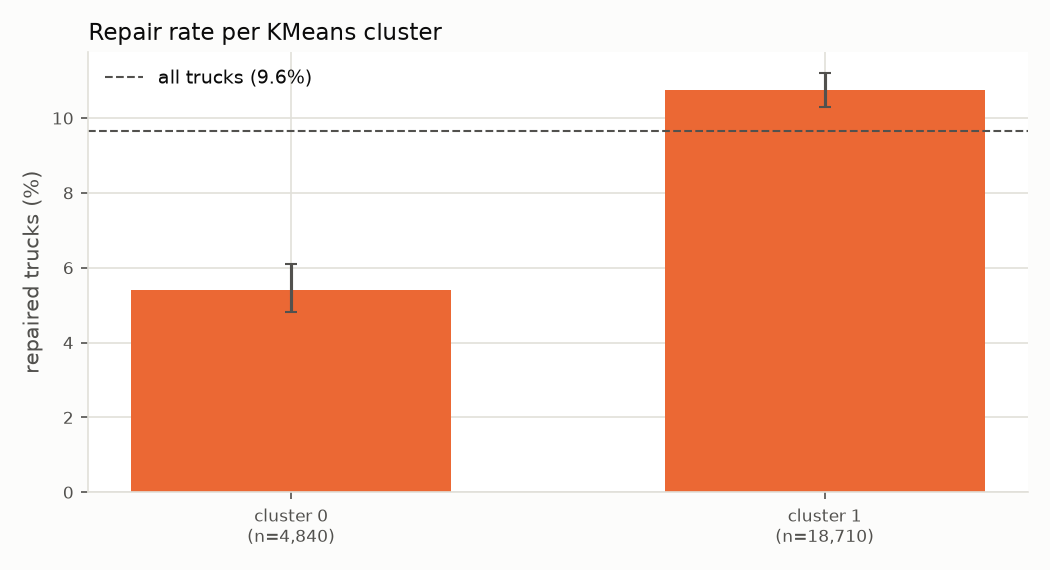 Repair rate per KMeans cluster
all trucks (9.6%)
repaired trucks (%)
10
8
6
4
2
0
cluster 0
(n=4,840)
cluster 1
(n=18,710)